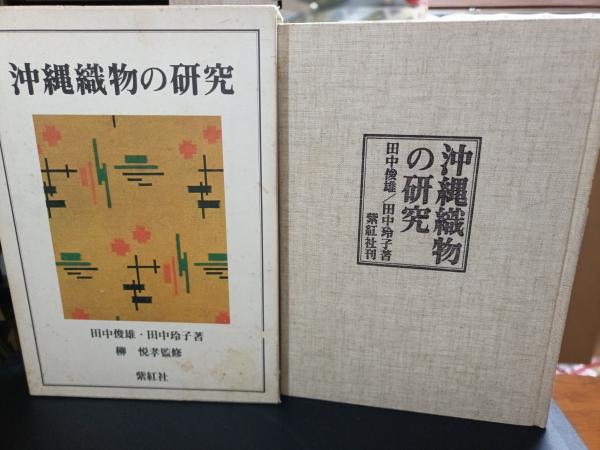 沖縄織物の研究
田中俊雄・田中玲子著
柳 悦孝監修
紫紅社
沖縄織物
の研究
田中俊雄／田中玲子著
紫紅社刊